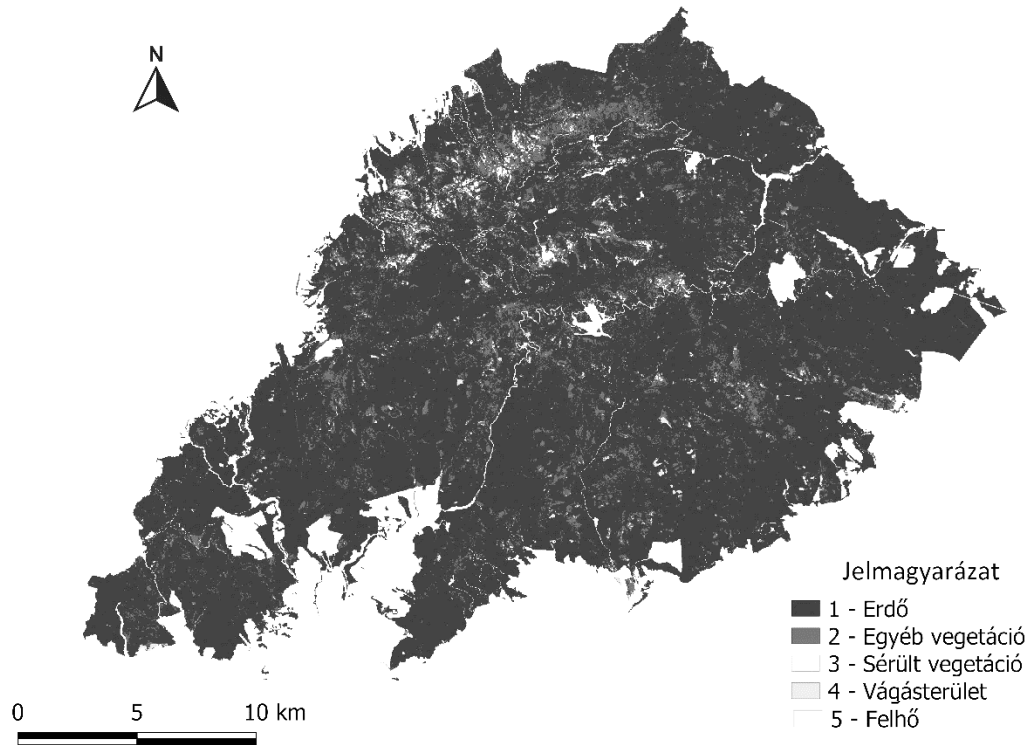 N
Jelmagyarázat
1 - Erdő
2 - Egyéb vegetáció
3 - Sérült vegetáció
4 - Vágásterület
5 - Felhő
0 5 10 km